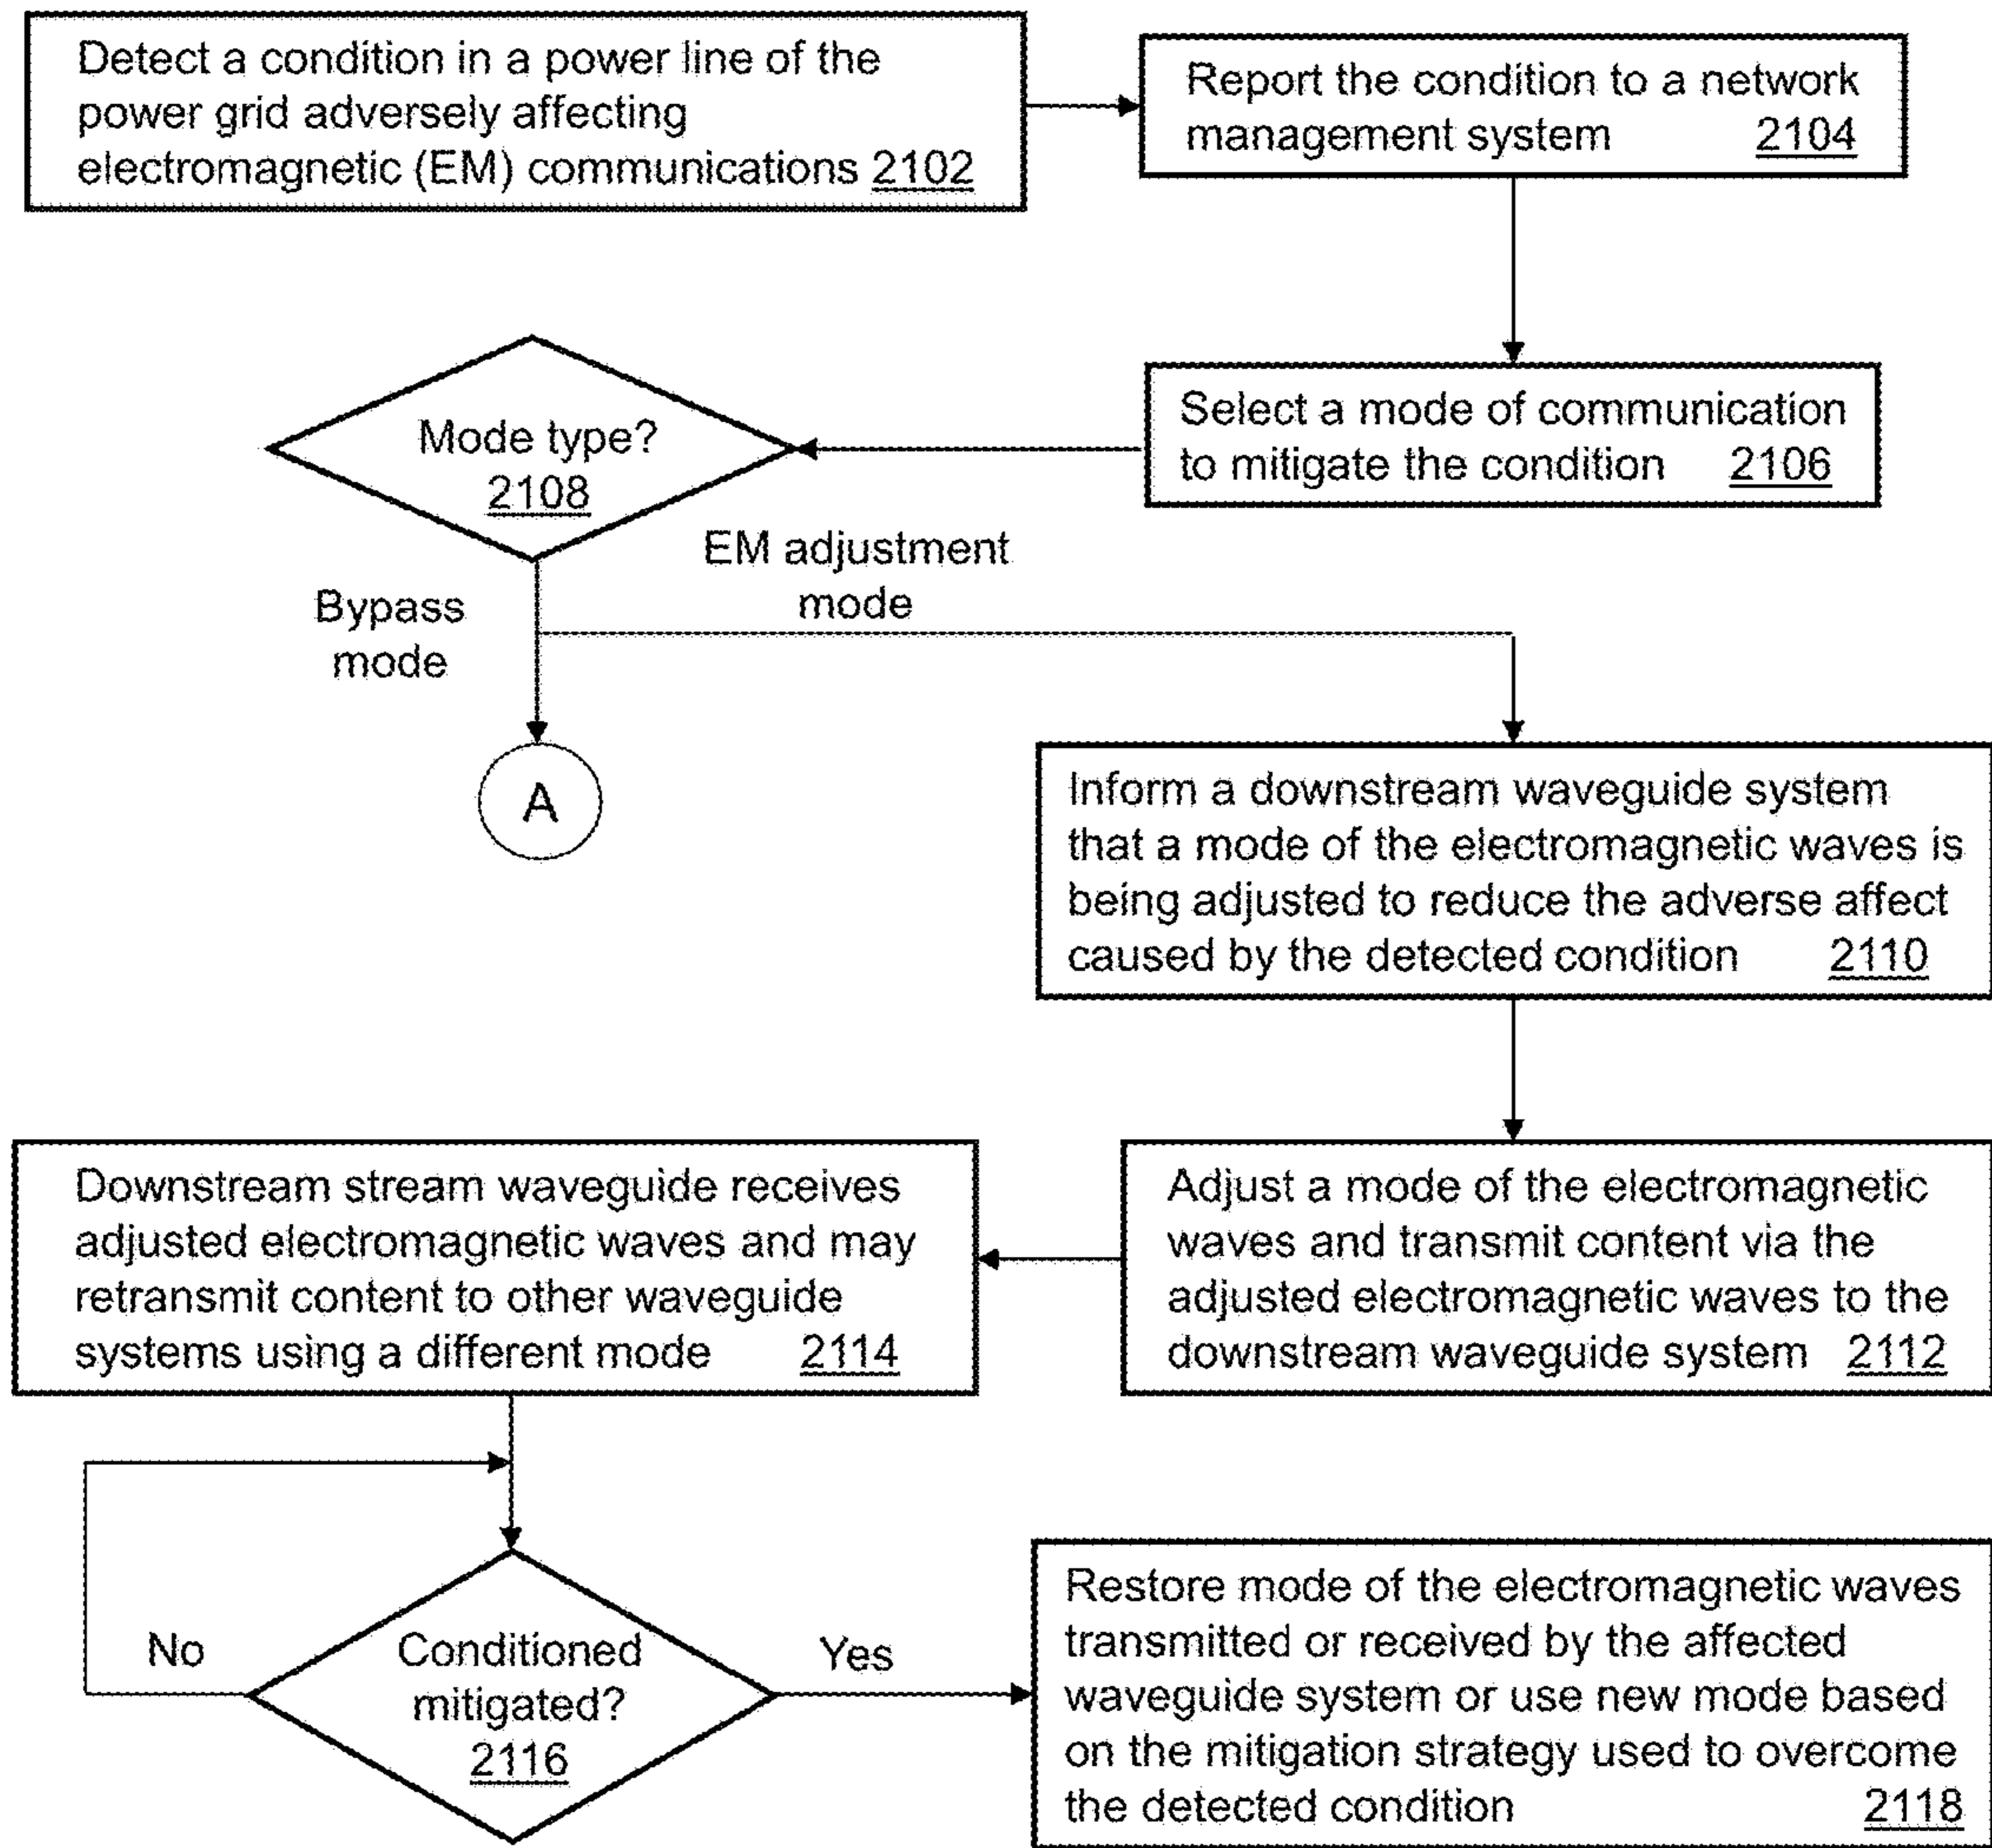 Detect a condition in a power line of the
power grid adversely affecting
electromagnetic (EM) communications 2102
Report the condition to a network
management system 2104
Select a mode of communication
to mitigate the condition 2106
Mode type?
2108
EM adjustment
mode
Bypass
mode
A
Inform a downstream waveguide system
that a mode of the electromagnetic waves is
being adjusted to reduce the adverse affect
caused by the detected condition 2110
Adjust a mode of the electromagnetic
waves and transmit content via the
adjusted electromagnetic waves to the
downstream waveguide system 2112
Downstream stream waveguide receives
adjusted electromagnetic waves and may
retransmit content to other waveguide
systems using a different mode 2114
No
Conditioned
mitigated?
2116
Yes
Restore mode of the electromagnetic waves
transmitted or received by the affected
waveguide system or use new mode based
on the mitigation strategy used to overcome
the detected condition 2118